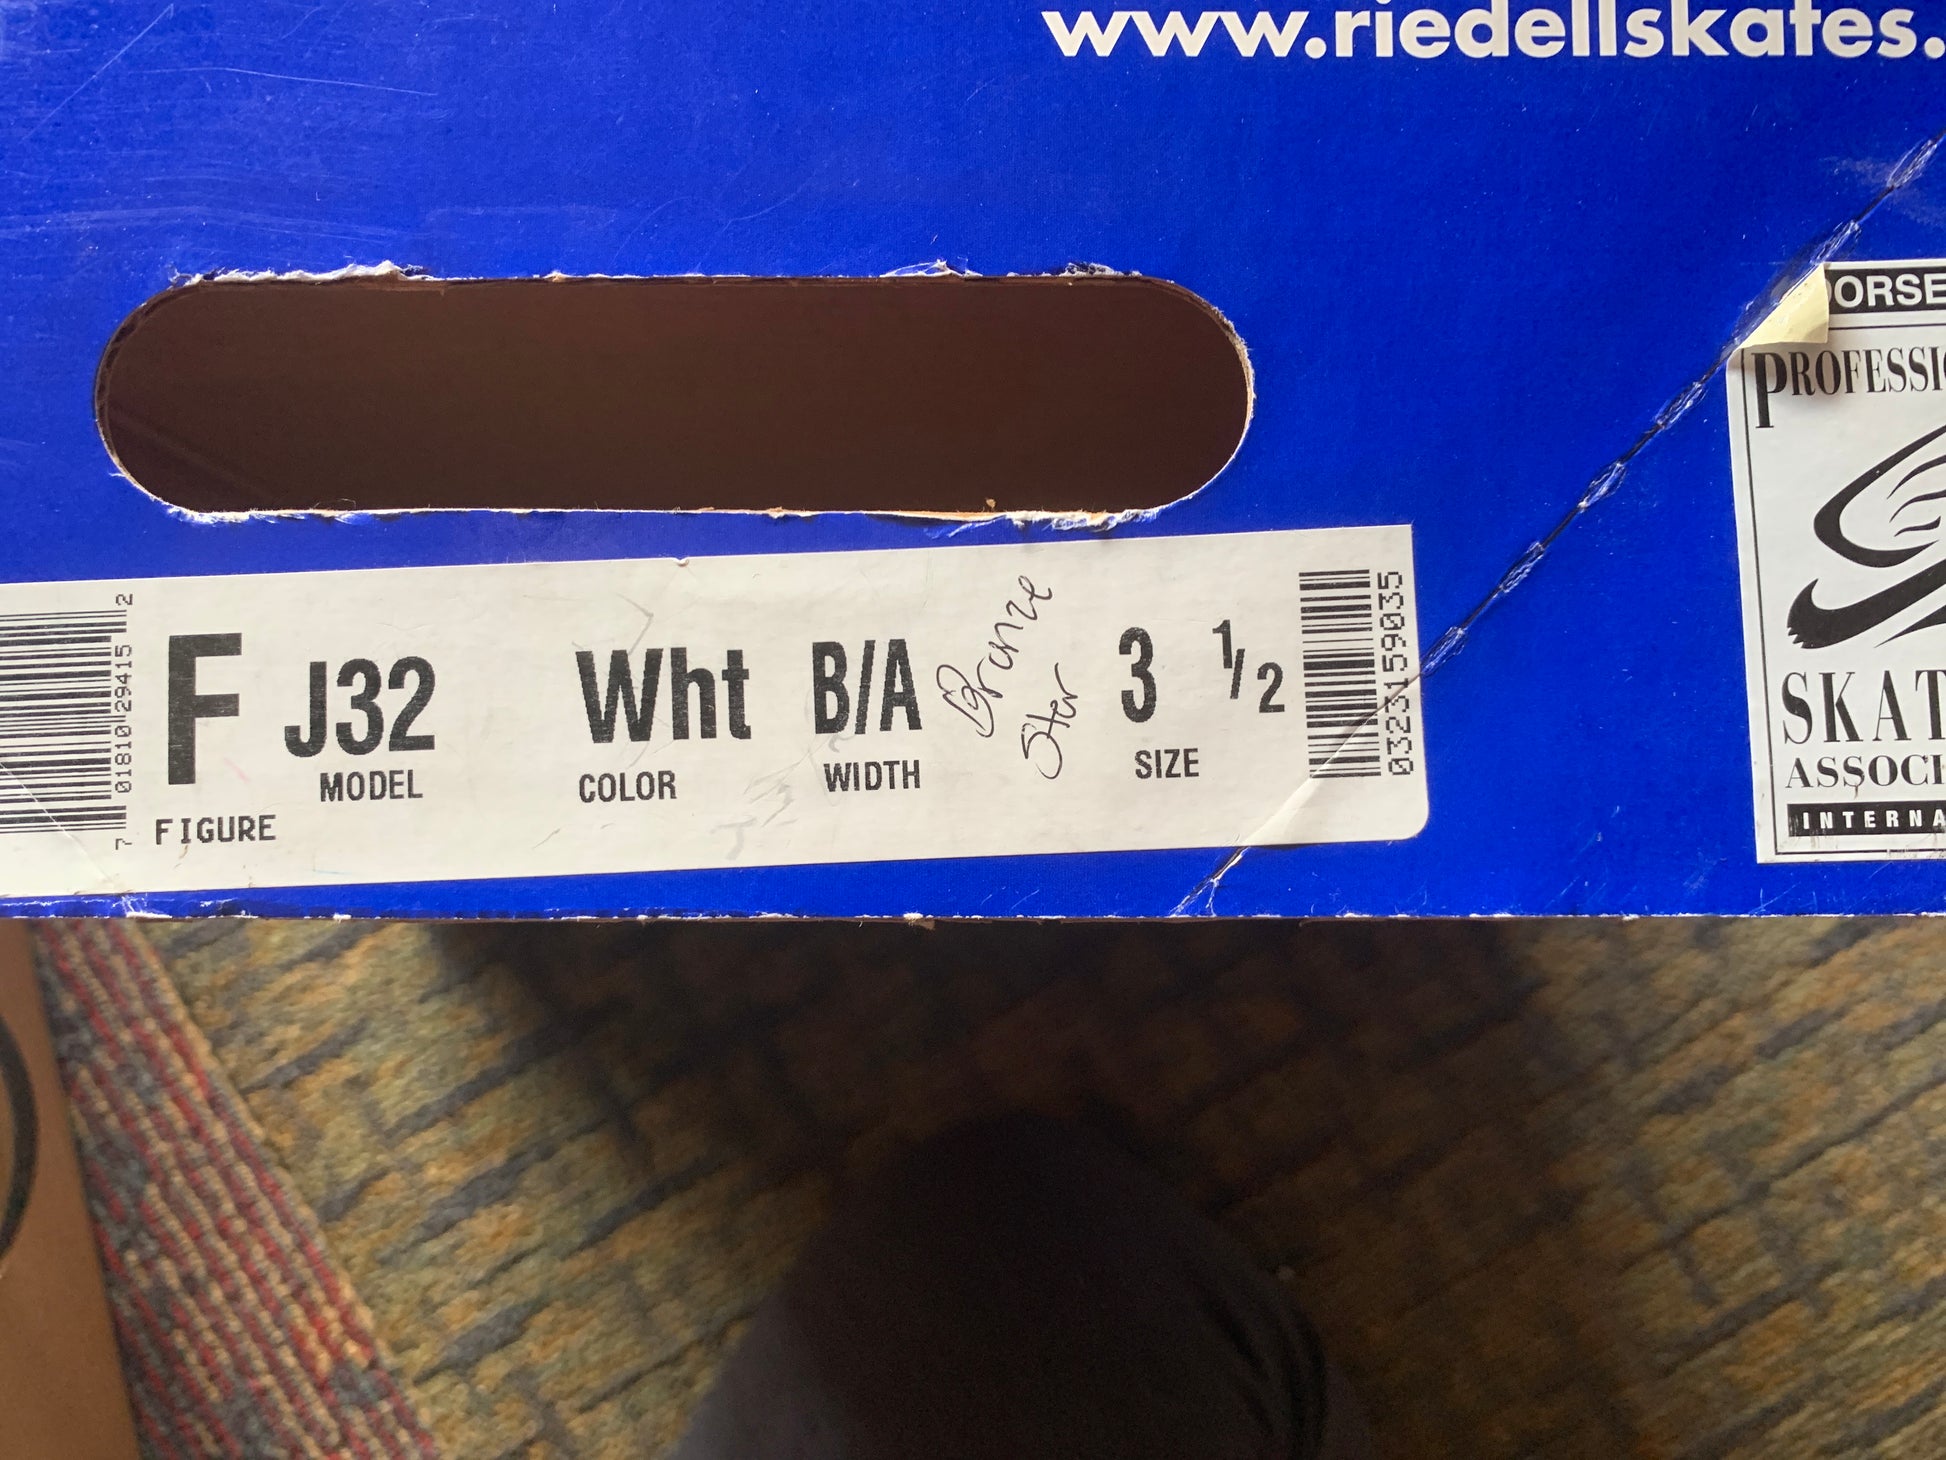 www.riedellskates.
ORSE
PROFESSI
SKAT
ASSOCI
INTERNA
7 01810 29415 2
F J32 Wht B/A 3 1/2
FIGURE MODEL COLOR WIDTH SIZE
Bronze
Star
0323159035